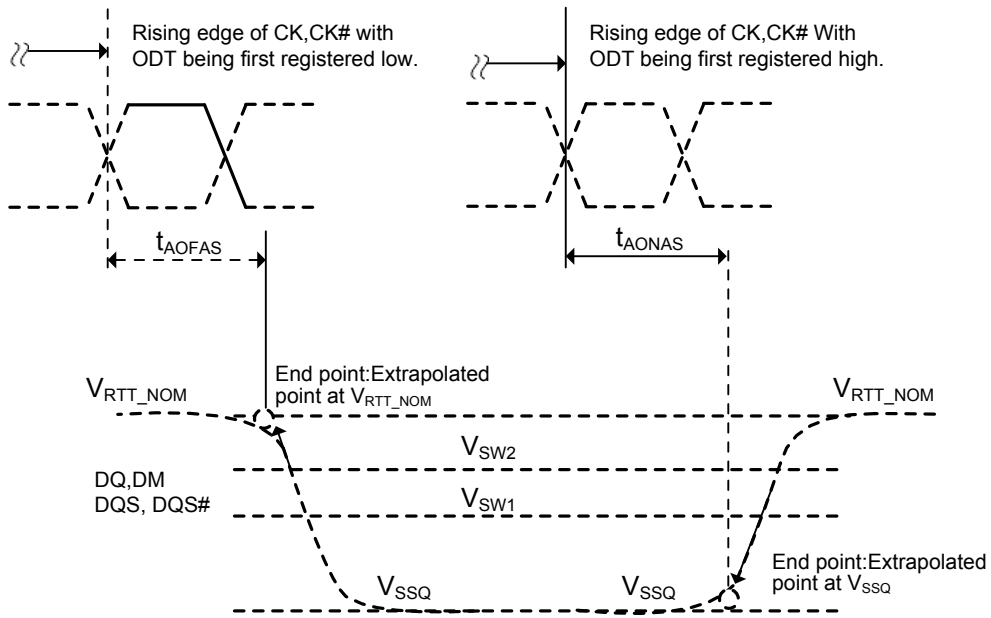 Rising edge of CK,CK# with
ODT being first registered low.
Rising edge of CK,CK# With
ODT being first registered high.
tAOFAS
tAONAS
End point:Extrapolated
point at VRTT_NOM
VRTT_NOM
VRTT_NOM
VSW2
DQ,DM
DQS, DQS#
VSW1
End point:Extrapolated
point at VSSQ
VSSQ
VSSQ